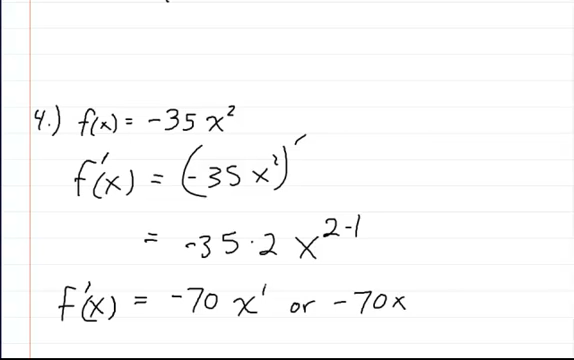 4.) f(x) = -35x²
f'(x) = (-35x²)'
= -35·2 x^{2-1}
f'(x) = -70x¹ or -70x